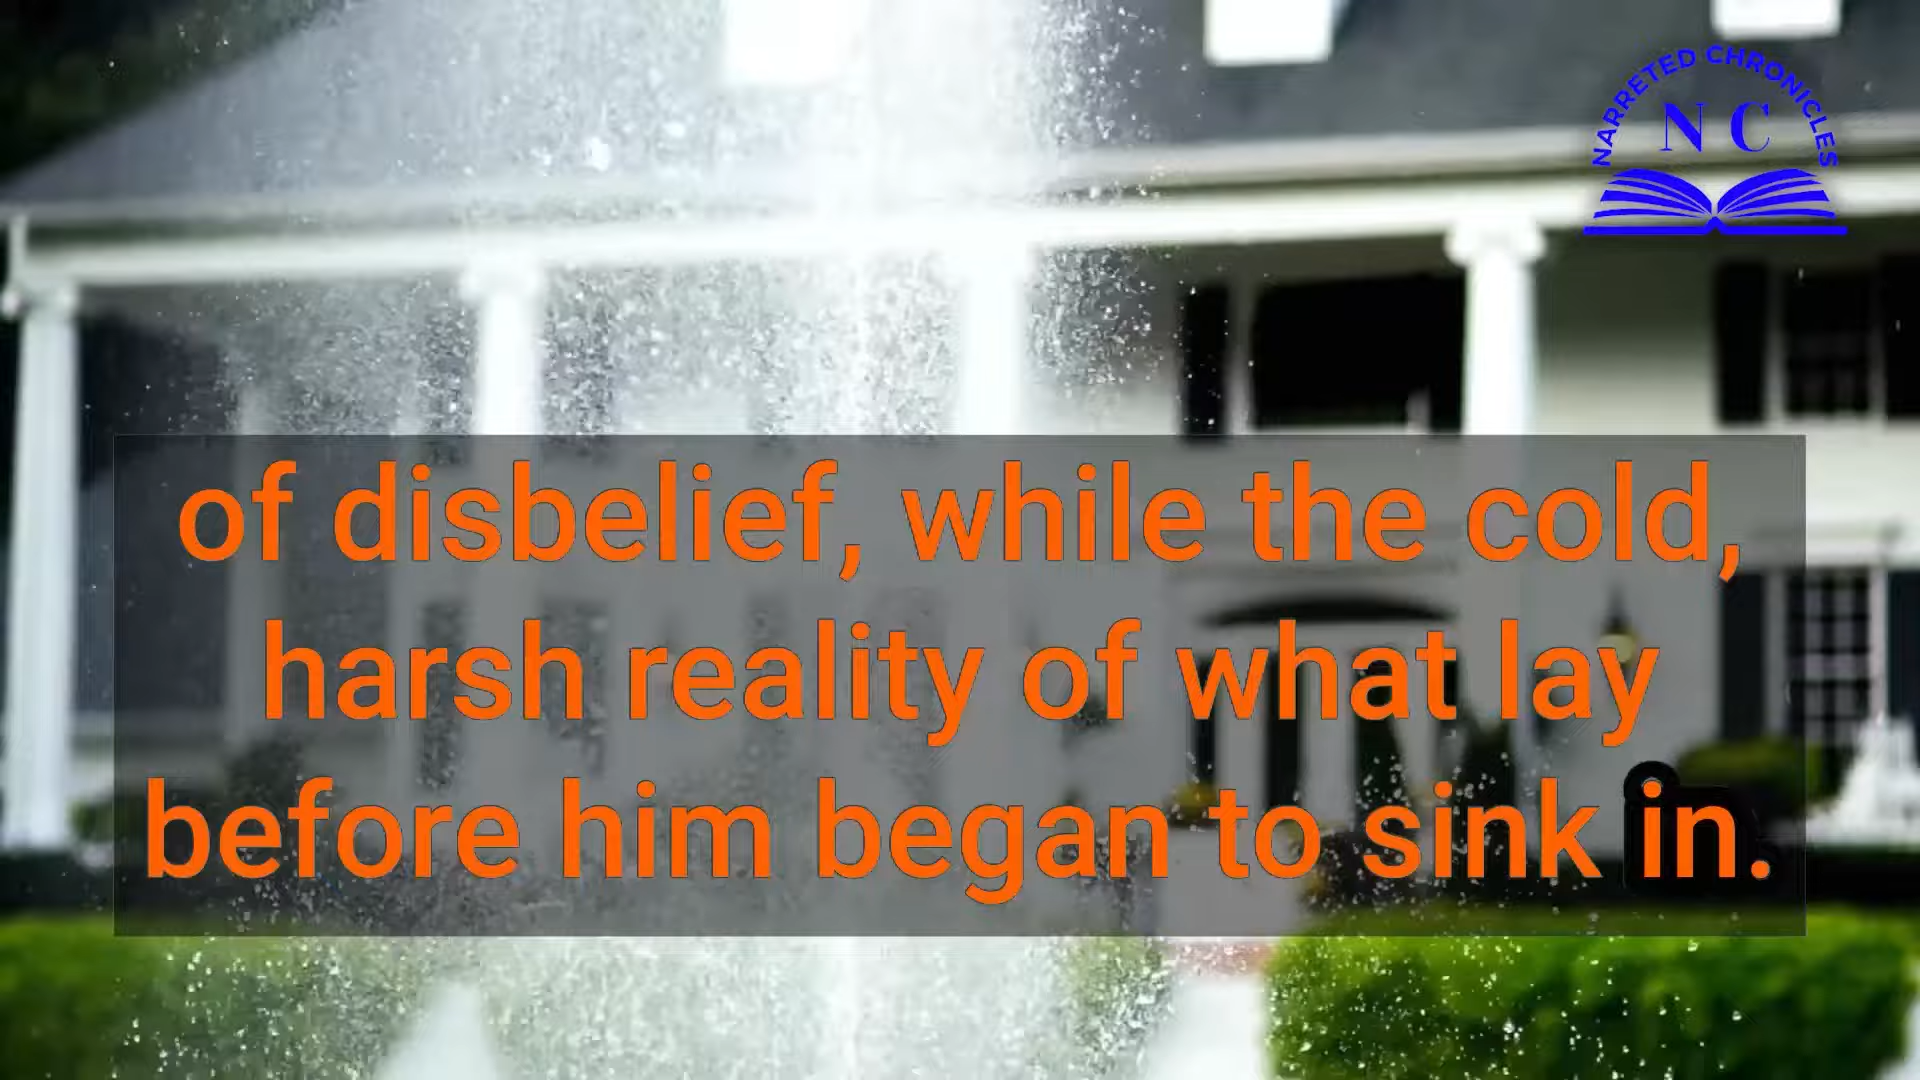 NARRETED CHRONICLES
N C
of disbelief, while the cold,
harsh reality of what lay
before him began to sink in.